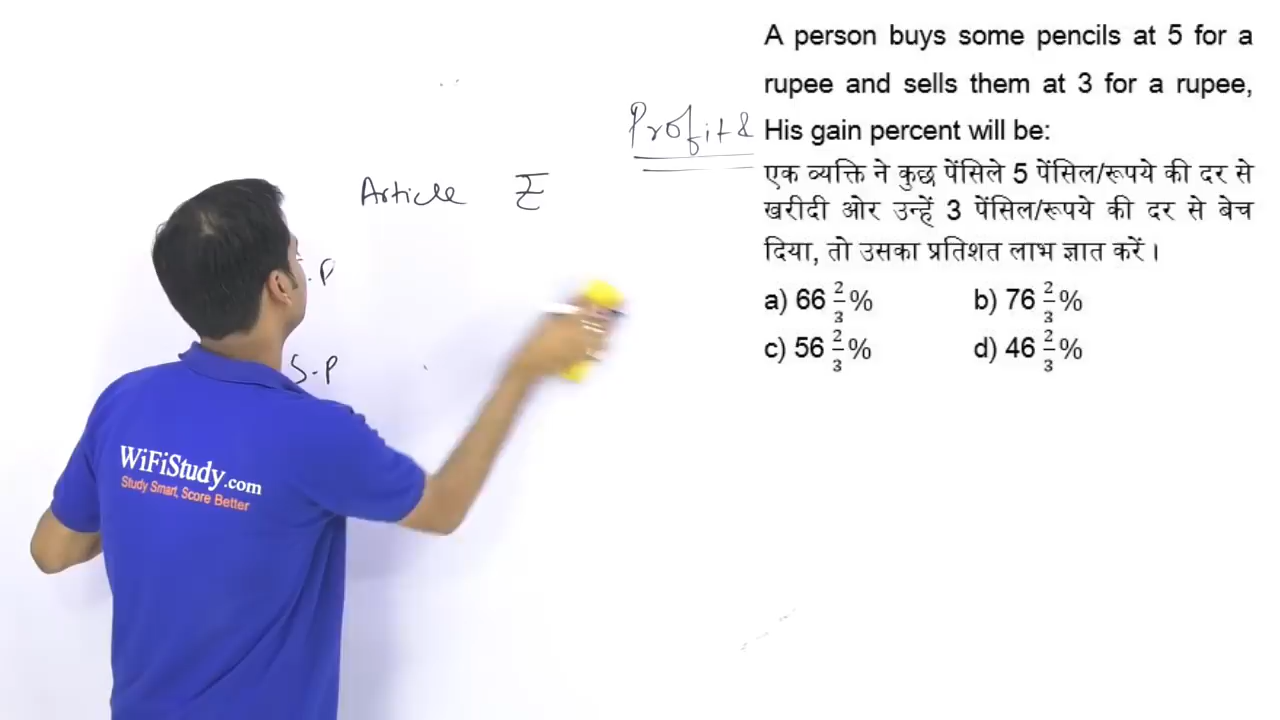 A person buys some pencils at 5 for a
rupee and sells them at 3 for a rupee,
His gain percent will be:
एक व्यक्ति ने कुछ पेंसिले 5 पेंसिल/रूपये की दर से
खरीदी ओर उन्हें 3 पेंसिल/रूपये की दर से बेच
दिया, तो उसका प्रतिशत लाभ ज्ञात करें।
a) 66 2/3% b) 76 2/3%
c) 56 2/3% d) 46 2/3%
Profit &
Article ₹
.P
S.P
WiFiStudy.com
Study Smart, Score Better